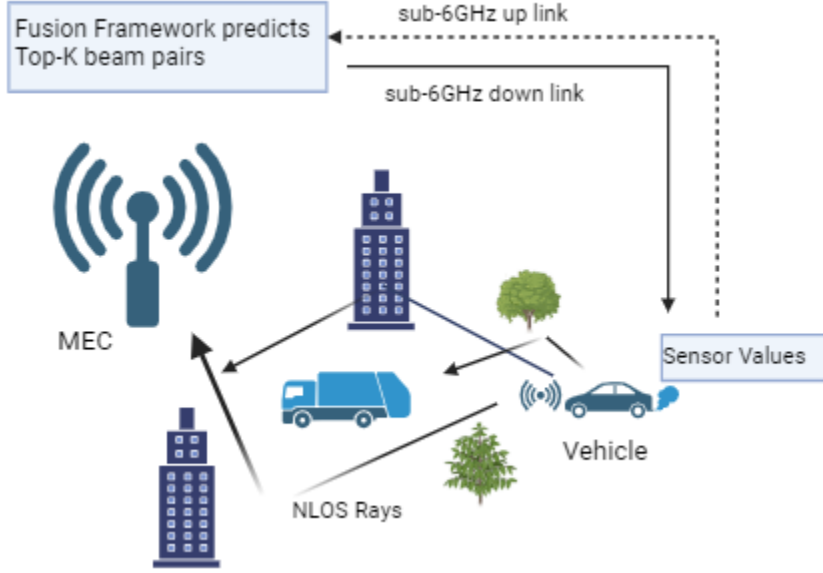 sub-6GHz up link
Fusion Framework predicts
Top-K beam pairs
sub-6GHz down link
MEC
Sensor Values
Vehicle
NLOS Rays